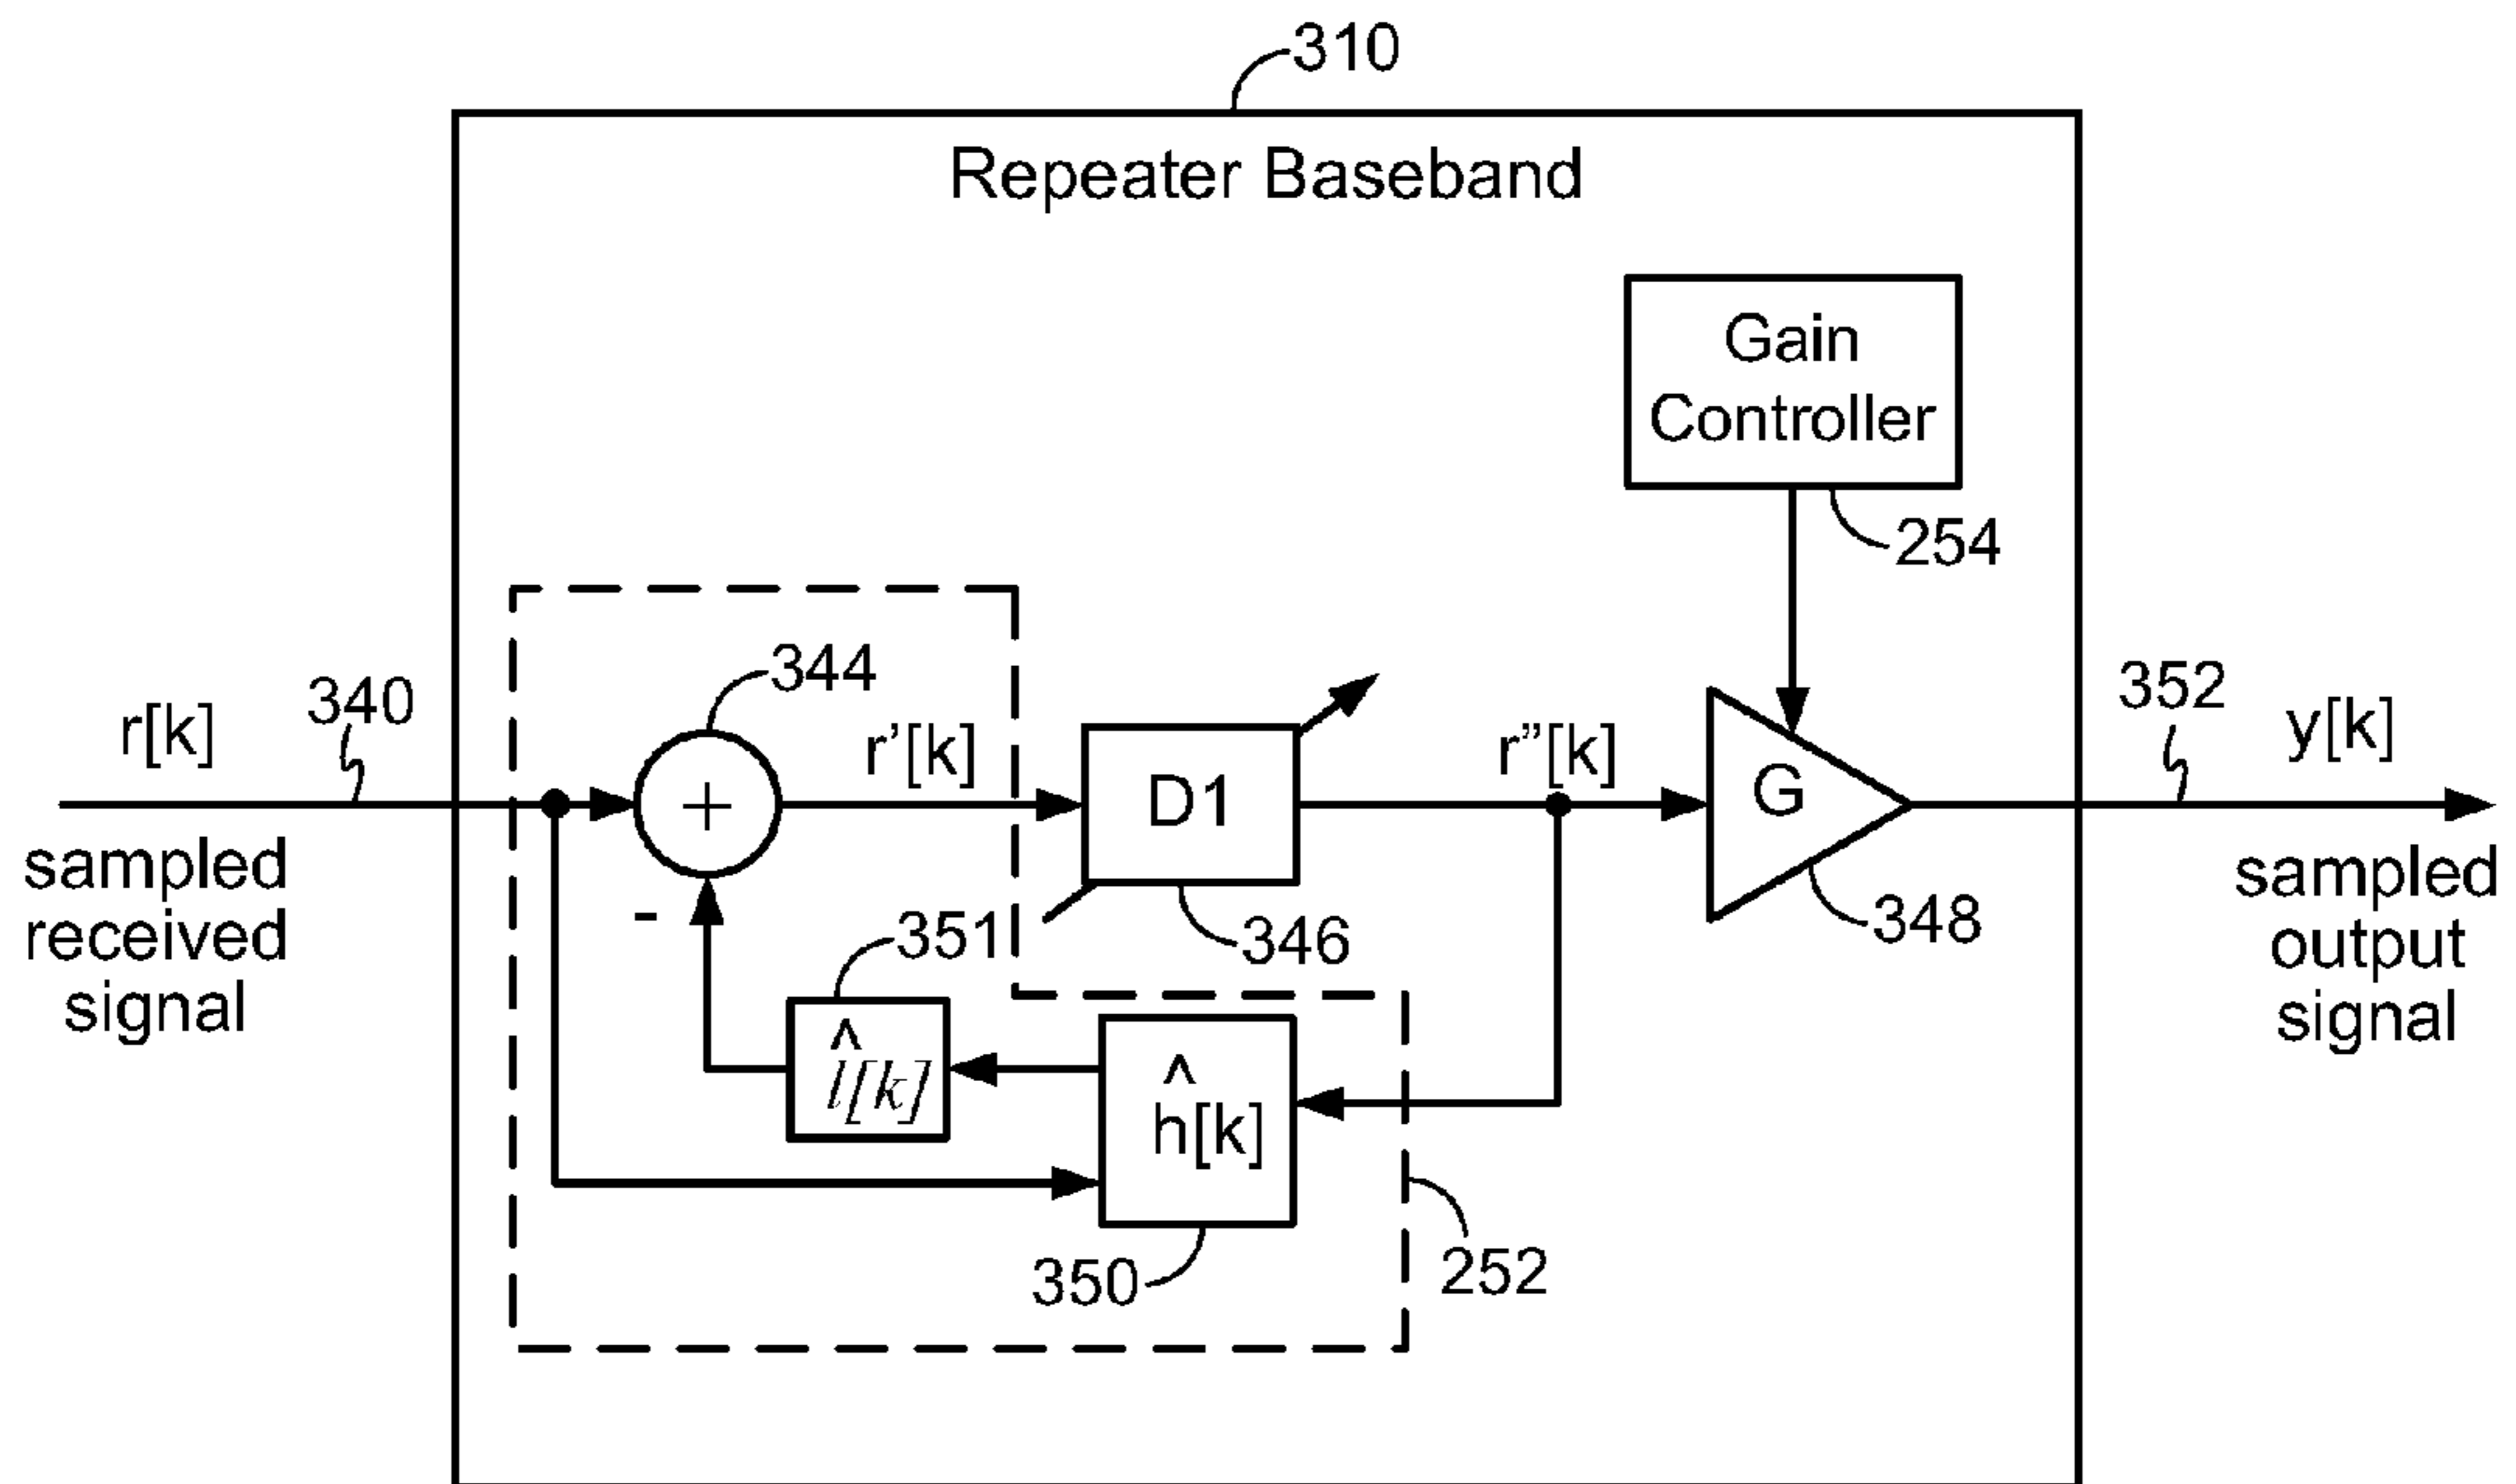 310
Repeater Baseband
Gain
Controller
254
r[k]
340
sampled
received
signal
344
+
r'[k]
D1
346
r”[k]
G
348
352
y[k]
sampled
output
signal
-
351
^
l[k]
^
h[k]
350
252